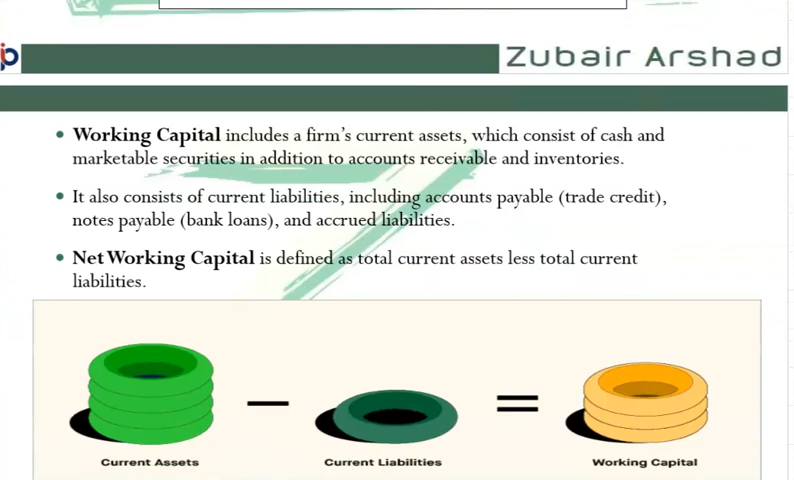 Zubair Arshad
• Working Capital includes a firm's current assets, which consist of cash and
marketable securities in addition to accounts receivable and inventories.
• It also consists of current liabilities, including accounts payable (trade credit),
notes payable (bank loans), and accrued liabilities.
• Net Working Capital is defined as total current assets less total current
liabilities.
Current Assets
Current Liabilities
Working Capital